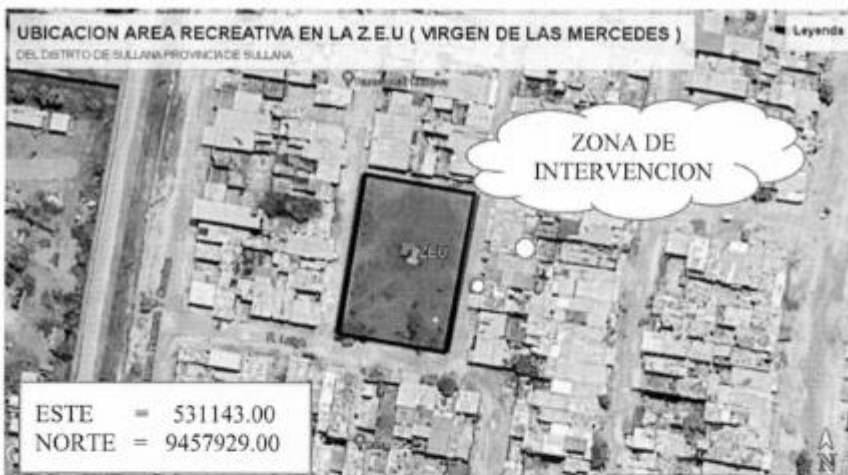 UBICACION AREA RECREATIVA EN LA Z.E.U ( VIRGEN DE LAS MERCEDES )
Leyenda
DEL DISTRITO DE SULLANA PROVINCIA DE SULLANA
ZONA DE
INTERVENCION
ZEU
ESTE = 531143.00
NORTE = 9457929.00
N